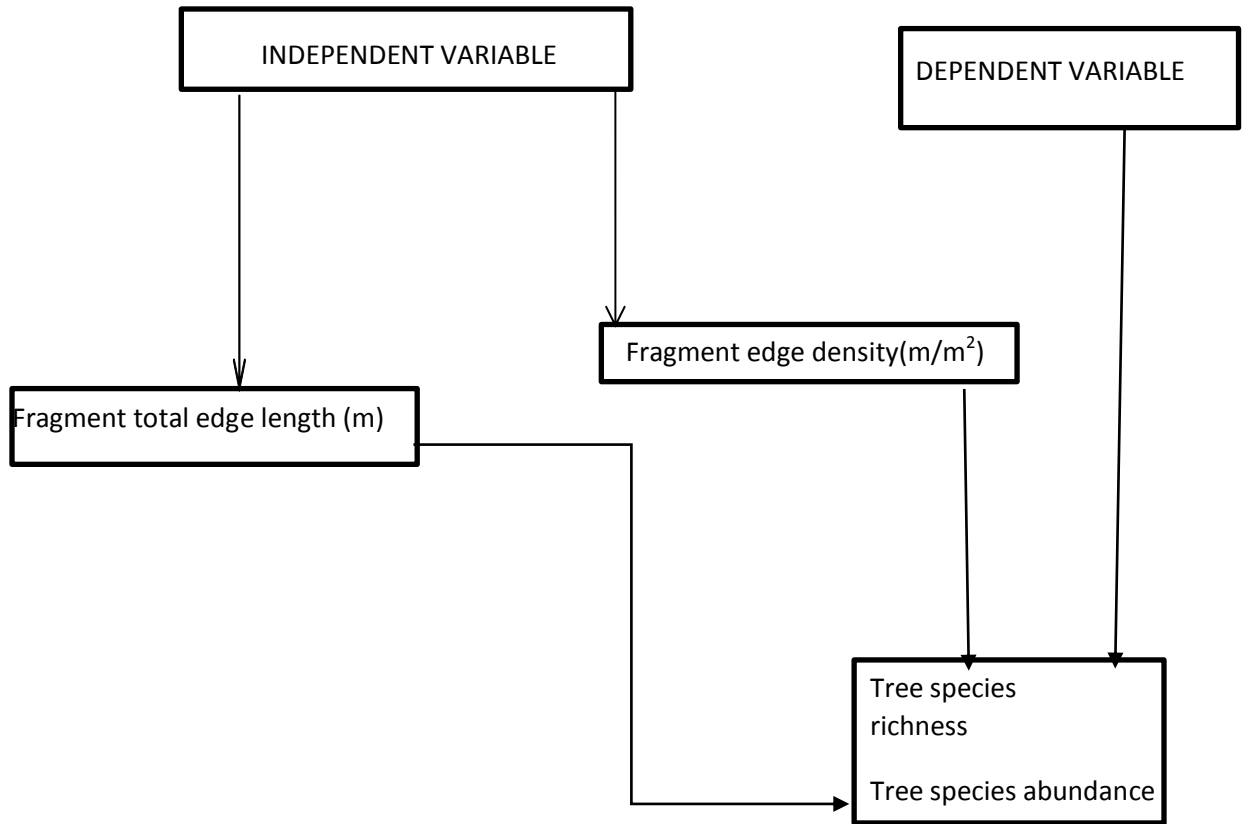 INDEPENDENT VARIABLE
DEPENDENT VARIABLE
Fragment edge density(m/m²)
Fragment total edge length (m)
Tree species
richness
Tree species abundance